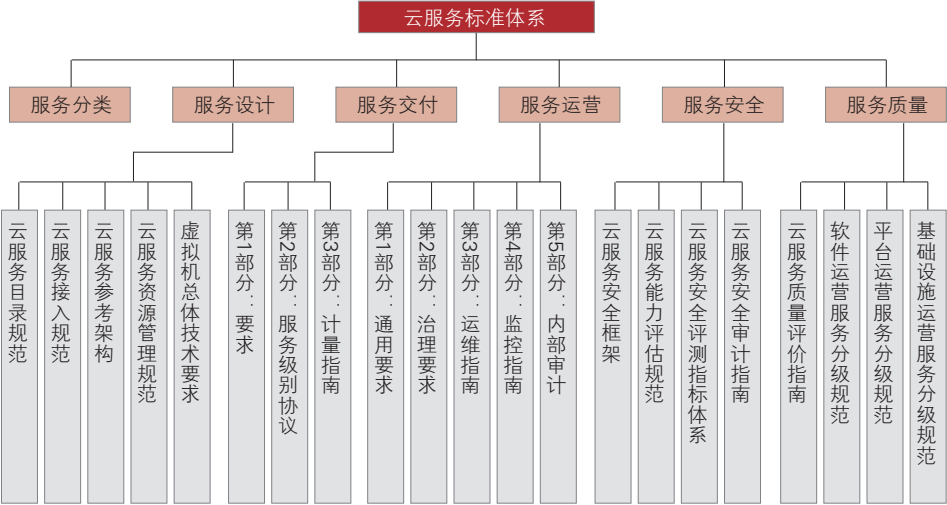 云服务标准体系
服务分类
服务设计
服务交付
服务运营
服务安全
服务质量
云服务目录规范
云服务接入规范
云服务参考架构
云服务资源管理规范
虚拟机总体技术要求
第1部分：要求
第2部分：服务级别协议
第3部分：计量指南
第1部分：通用要求
第2部分：治理要求
第3部分：运维指南
第4部分：监控指南
第5部分：内部审计
云服务安全框架
云服务能力评估规范
云服务安全评测指标体系
云服务安全审计指南
云服务质量评价指南
软件运营服务分级规范
平台运营服务分级规范
基础设施运营服务分级规范